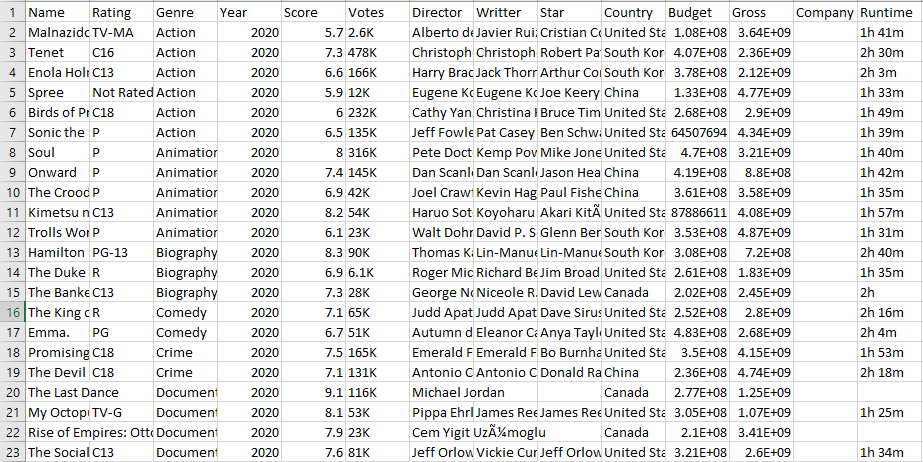 1 Name Rating Genre Year Score Votes Director Writter Star Country Budget Gross Company Runtime
2 Malnazido TV-MA Action 2020 5.7 2.6K Alberto de Javier Rui Cristian Co United Sta 1.08E+08 3.64E+09 1h 41m
3 Tenet C16 Action 2020 7.3 478K Christoph Christoph Robert Pa South Kor 4.07E+08 2.36E+09 2h 30m
4 Enola Hol C13 Action 2020 6.6 166K Harry Brad Jack Thorn Arthur Co South Kor 3.78E+08 2.12E+09 2h 3m
5 Spree Not Rated Action 2020 5.9 12K Eugene Ko Eugene Ko Joe Keery China 1.33E+08 4.77E+09 1h 33m
6 Birds of Pr C18 Action 2020 6 232K Cathy Yan Christina Bruce Tim United Sta 2.68E+08 2.9E+09 1h 49m
7 Sonic the P Action 2020 6.5 135K Jeff Fowle Pat Casey Ben Schwa United Sta 64507694 4.34E+09 1h 39m
8 Soul P Animation 2020 8 316K Pete Doct Kemp Pow Mike Jone United Sta 4.7E+08 3.21E+09 1h 40m
9 Onward P Animation 2020 7.4 145K Dan Scanl Dan Scanl Jason Hea China 4.19E+08 8.8E+08 1h 42m
10 The Crood P Animation 2020 6.9 42K Joel Craw Kevin Hag Paul Fishe China 3.61E+08 3.58E+09 1h 35m
11 Kimetsu n C13 Animation 2020 8.2 54K Haruo Sot Koyoharu Akari KitÃ United Sta 87886611 4.08E+09 1h 57m
12 Trolls Wor P Animation 2020 6.1 23K Walt Dohr David P. S Glenn Ber South Kor 3.53E+08 4.87E+09 1h 31m
13 Hamilton PG-13 Biography 2020 8.3 90K Thomas Ka Lin-Manue Lin-Manue South Kor 3.08E+08 7.2E+08 2h 40m
14 The Duke R Biography 2020 6.9 6.1K Roger Mic Richard Be Jim Broad United Sta 2.61E+08 1.83E+09 1h 35m
15 The Banke C13 Biography 2020 7.3 28K George No Niceole R. David Lew Canada 2.02E+08 2.45E+09 2h
16 The King o R Comedy 2020 7.1 65K Judd Apat Judd Apat Dave Sirus United Sta 2.52E+08 2.8E+09 2h 16m
17 Emma. PG Comedy 2020 6.7 51K Autumn d Eleanor Ca Anya Taylo United Sta 4.83E+08 2.68E+09 2h 4m
18 Promising C18 Crime 2020 7.5 165K Emerald F Emerald F Bo Burnha United Sta 3.5E+08 4.15E+09 1h 53m
19 The Devil C18 Crime 2020 7.1 131K Antonio C Antonio C Donald Ra China 2.36E+08 4.74E+09 2h 18m
20 The Last Dance Document 2020 9.1 116K Michael Jordan Canada 2.77E+08 1.25E+09
21 My Octop TV-G Document 2020 8.1 53K Pippa Ehrl James Ree James Ree United Sta 3.05E+08 1.07E+09 1h 25m
22 Rise of Empires: Otto Document 2020 7.9 23K Cem Yigit UzÃ¼moglu Canada 2.1E+08 3.41E+09
23 The Social C13 Document 2020 7.6 81K Jeff Orlow Vickie Cur Jeff Orlow United Sta 3.21E+08 2.6E+09 1h 34m